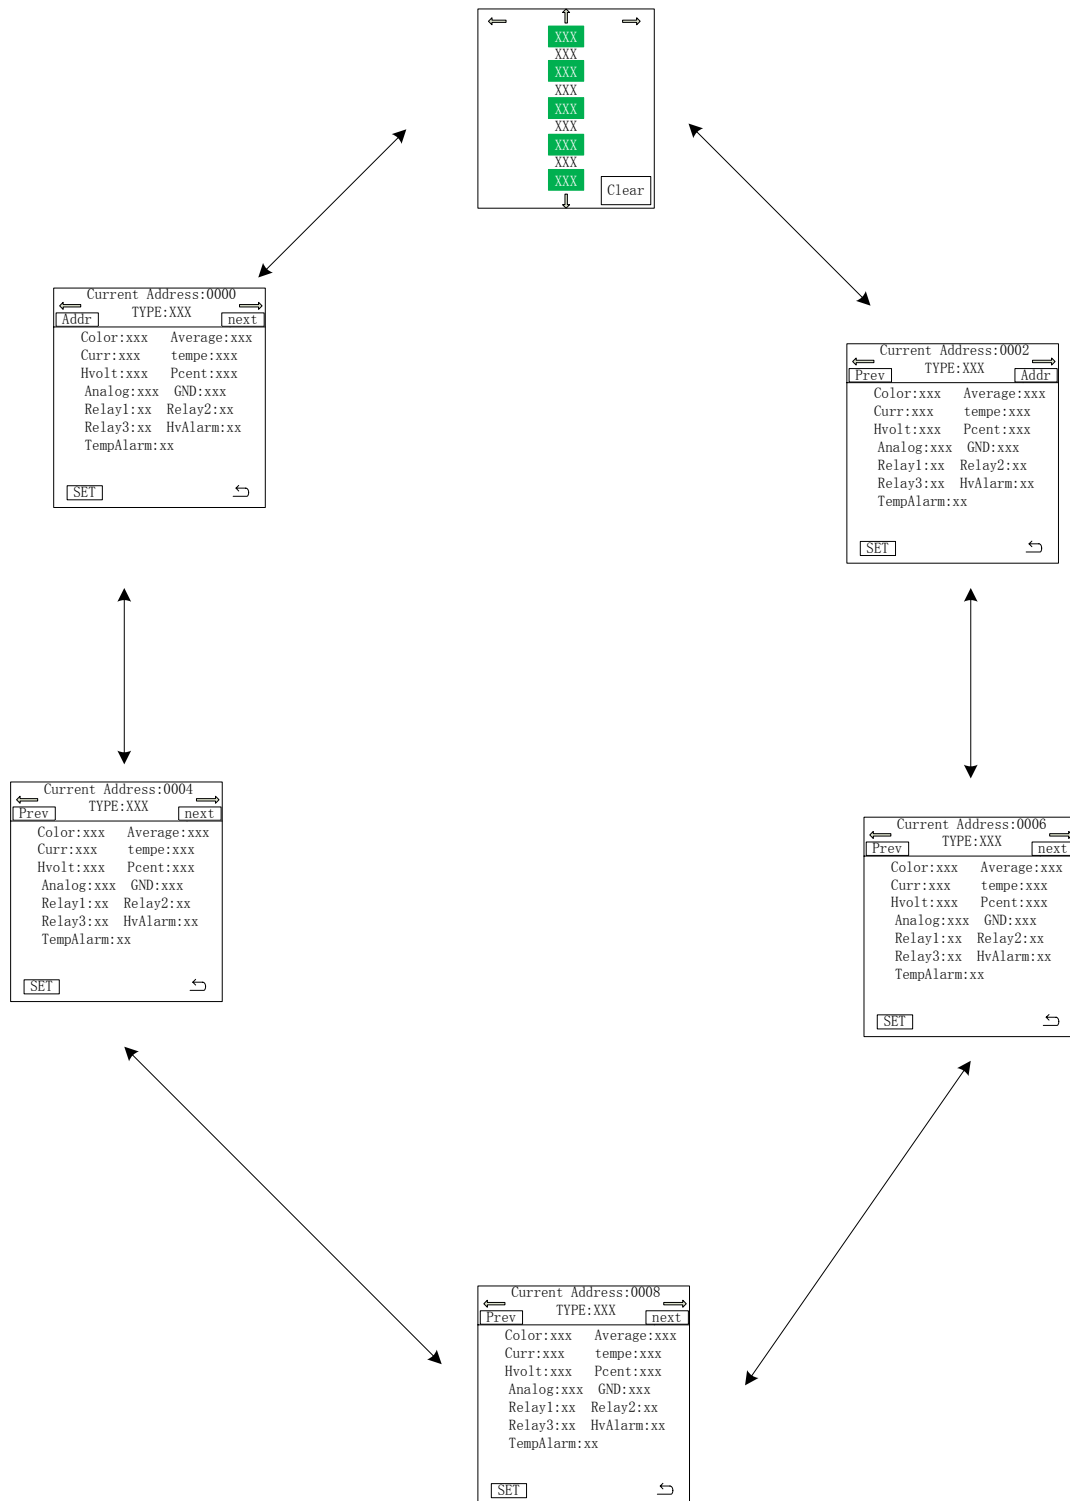 XXX
XXX
XXX
XXX
XXX
XXX
XXX
XXX
XXX
Clear
Current Address:0000
TYPE:XXX
Addr next
Color:xxx Average:xxx
Curr:xxx tempe:xxx
Hvolt:xxx Pcent:xxx
Analog:xxx GND:xxx
Relay1:xx Relay2:xx
Relay3:xx HvAlarm:xx
TempAlarm:xx
SET
Current Address:0002
TYPE:XXX
Prev Addr
Color:xxx Average:xxx
Curr:xxx tempe:xxx
Hvolt:xxx Pcent:xxx
Analog:xxx GND:xxx
Relay1:xx Relay2:xx
Relay3:xx HvAlarm:xx
TempAlarm:xx
SET
Current Address:0004
TYPE:XXX
Prev next
Color:xxx Average:xxx
Curr:xxx tempe:xxx
Hvolt:xxx Pcent:xxx
Analog:xxx GND:xxx
Relay1:xx Relay2:xx
Relay3:xx HvAlarm:xx
TempAlarm:xx
SET
Current Address:0006
TYPE:XXX
Prev next
Color:xxx Average:xxx
Curr:xxx tempe:xxx
Hvolt:xxx Pcent:xxx
Analog:xxx GND:xxx
Relay1:xx Relay2:xx
Relay3:xx HvAlarm:xx
TempAlarm:xx
SET
Current Address:0008
TYPE:XXX
Prev next
Color:xxx Average:xxx
Curr:xxx tempe:xxx
Hvolt:xxx Pcent:xxx
Analog:xxx GND:xxx
Relay1:xx Relay2:xx
Relay3:xx HvAlarm:xx
TempAlarm:xx
SET